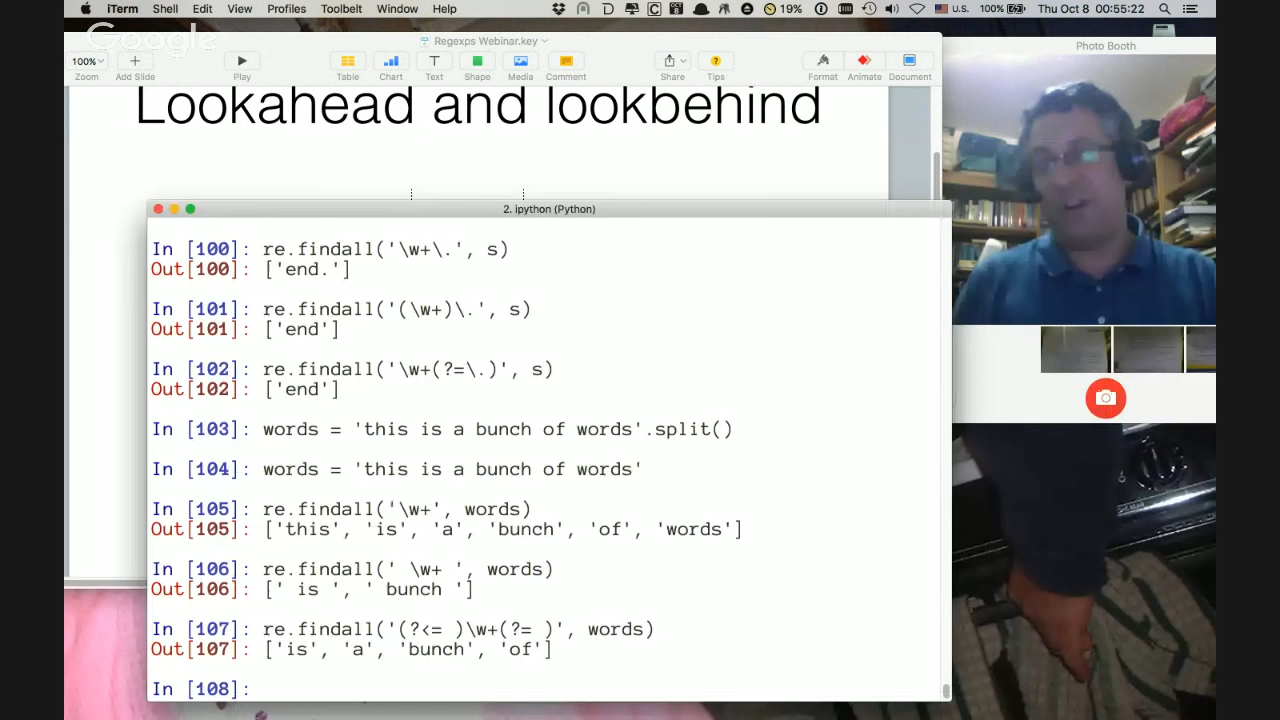 iTerm Shell Edit View Profiles Toolbelt Window Help 19% U.S. 100% Thu Oct 8 00:55:22
Google
Regexps Webinar.key
Photo Booth
100%
Zoom Add Slide Play Table Chart Text Shape Media Comment Share Tips Format Animate Document
Lookahead and lookbehind
2. ipython (Python)
In [100]: re.findall('\w+\.', s)
Out[100]: ['end.']
In [101]: re.findall('(\w+)\.', s)
Out[101]: ['end']
In [102]: re.findall('\w+(?=\.)', s)
Out[102]: ['end']
In [103]: words = 'this is a bunch of words'.split()
In [104]: words = 'this is a bunch of words'
In [105]: re.findall('\w+', words)
Out[105]: ['this', 'is', 'a', 'bunch', 'of', 'words']
In [106]: re.findall(' \w+ ', words)
Out[106]: [' is ', ' bunch ']
In [107]: re.findall('(?<= )\w+(?= )', words)
Out[107]: ['is', 'a', 'bunch', 'of']
In [108]: